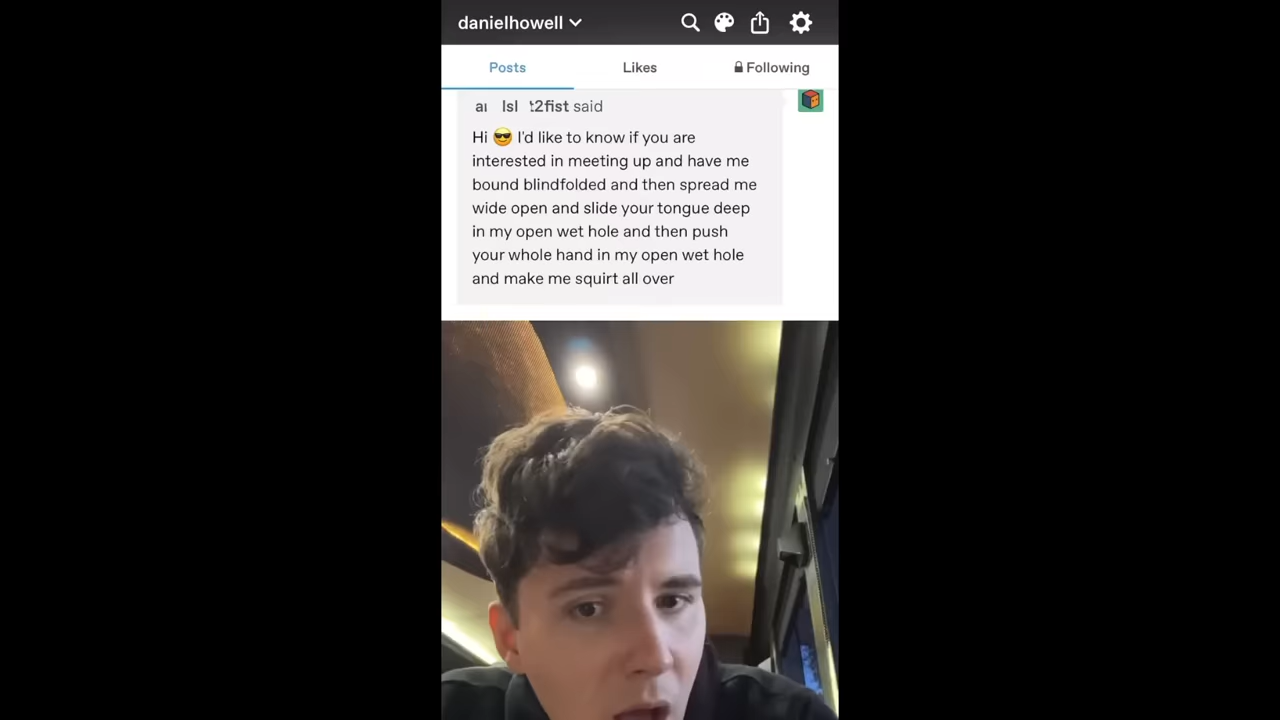 danielhowell
Posts Likes Following
2fist said
Hi 😎 I'd like to know if you are
interested in meeting up and have me
bound blindfolded and then spread me
wide open and slide your tongue deep
in my open wet hole and then push
your whole hand in my open wet hole
and make me squirt all over